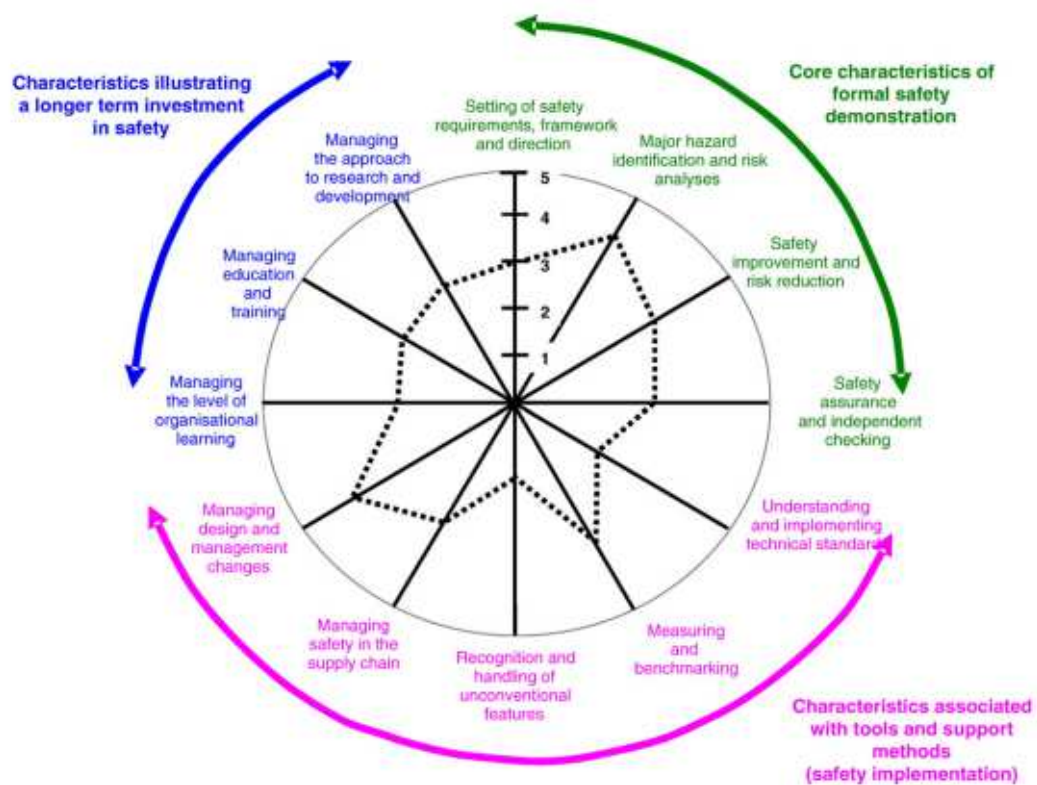 Characteristics illustrating
a longer term investment
in safety
Core characteristics of
formal safety
demonstration
Setting of safety
requirements, framework
and direction
Major hazard
identification and risk
analyses
Safety
improvement and
risk reduction
Safety
assurance
and independent
checking
Understanding
and implementing
technical standards
Measuring
and
benchmarking
Recognition and
handling of
unconventional
features
Managing
safety in the
supply chain
Managing
design and
management
changes
Managing
the level of
organisational
learning
Managing
education
and
training
Managing
the approach
to research and
development
5
4
3
2
1
Characteristics associated
with tools and support
methods
(safety implementation)